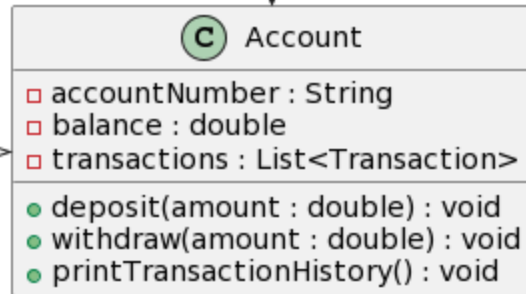 C Account
accountNumber : String
balance : double
transactions : List<Transaction>
deposit(amount : double) : void
withdraw(amount : double) : void
printTransactionHistory() : void